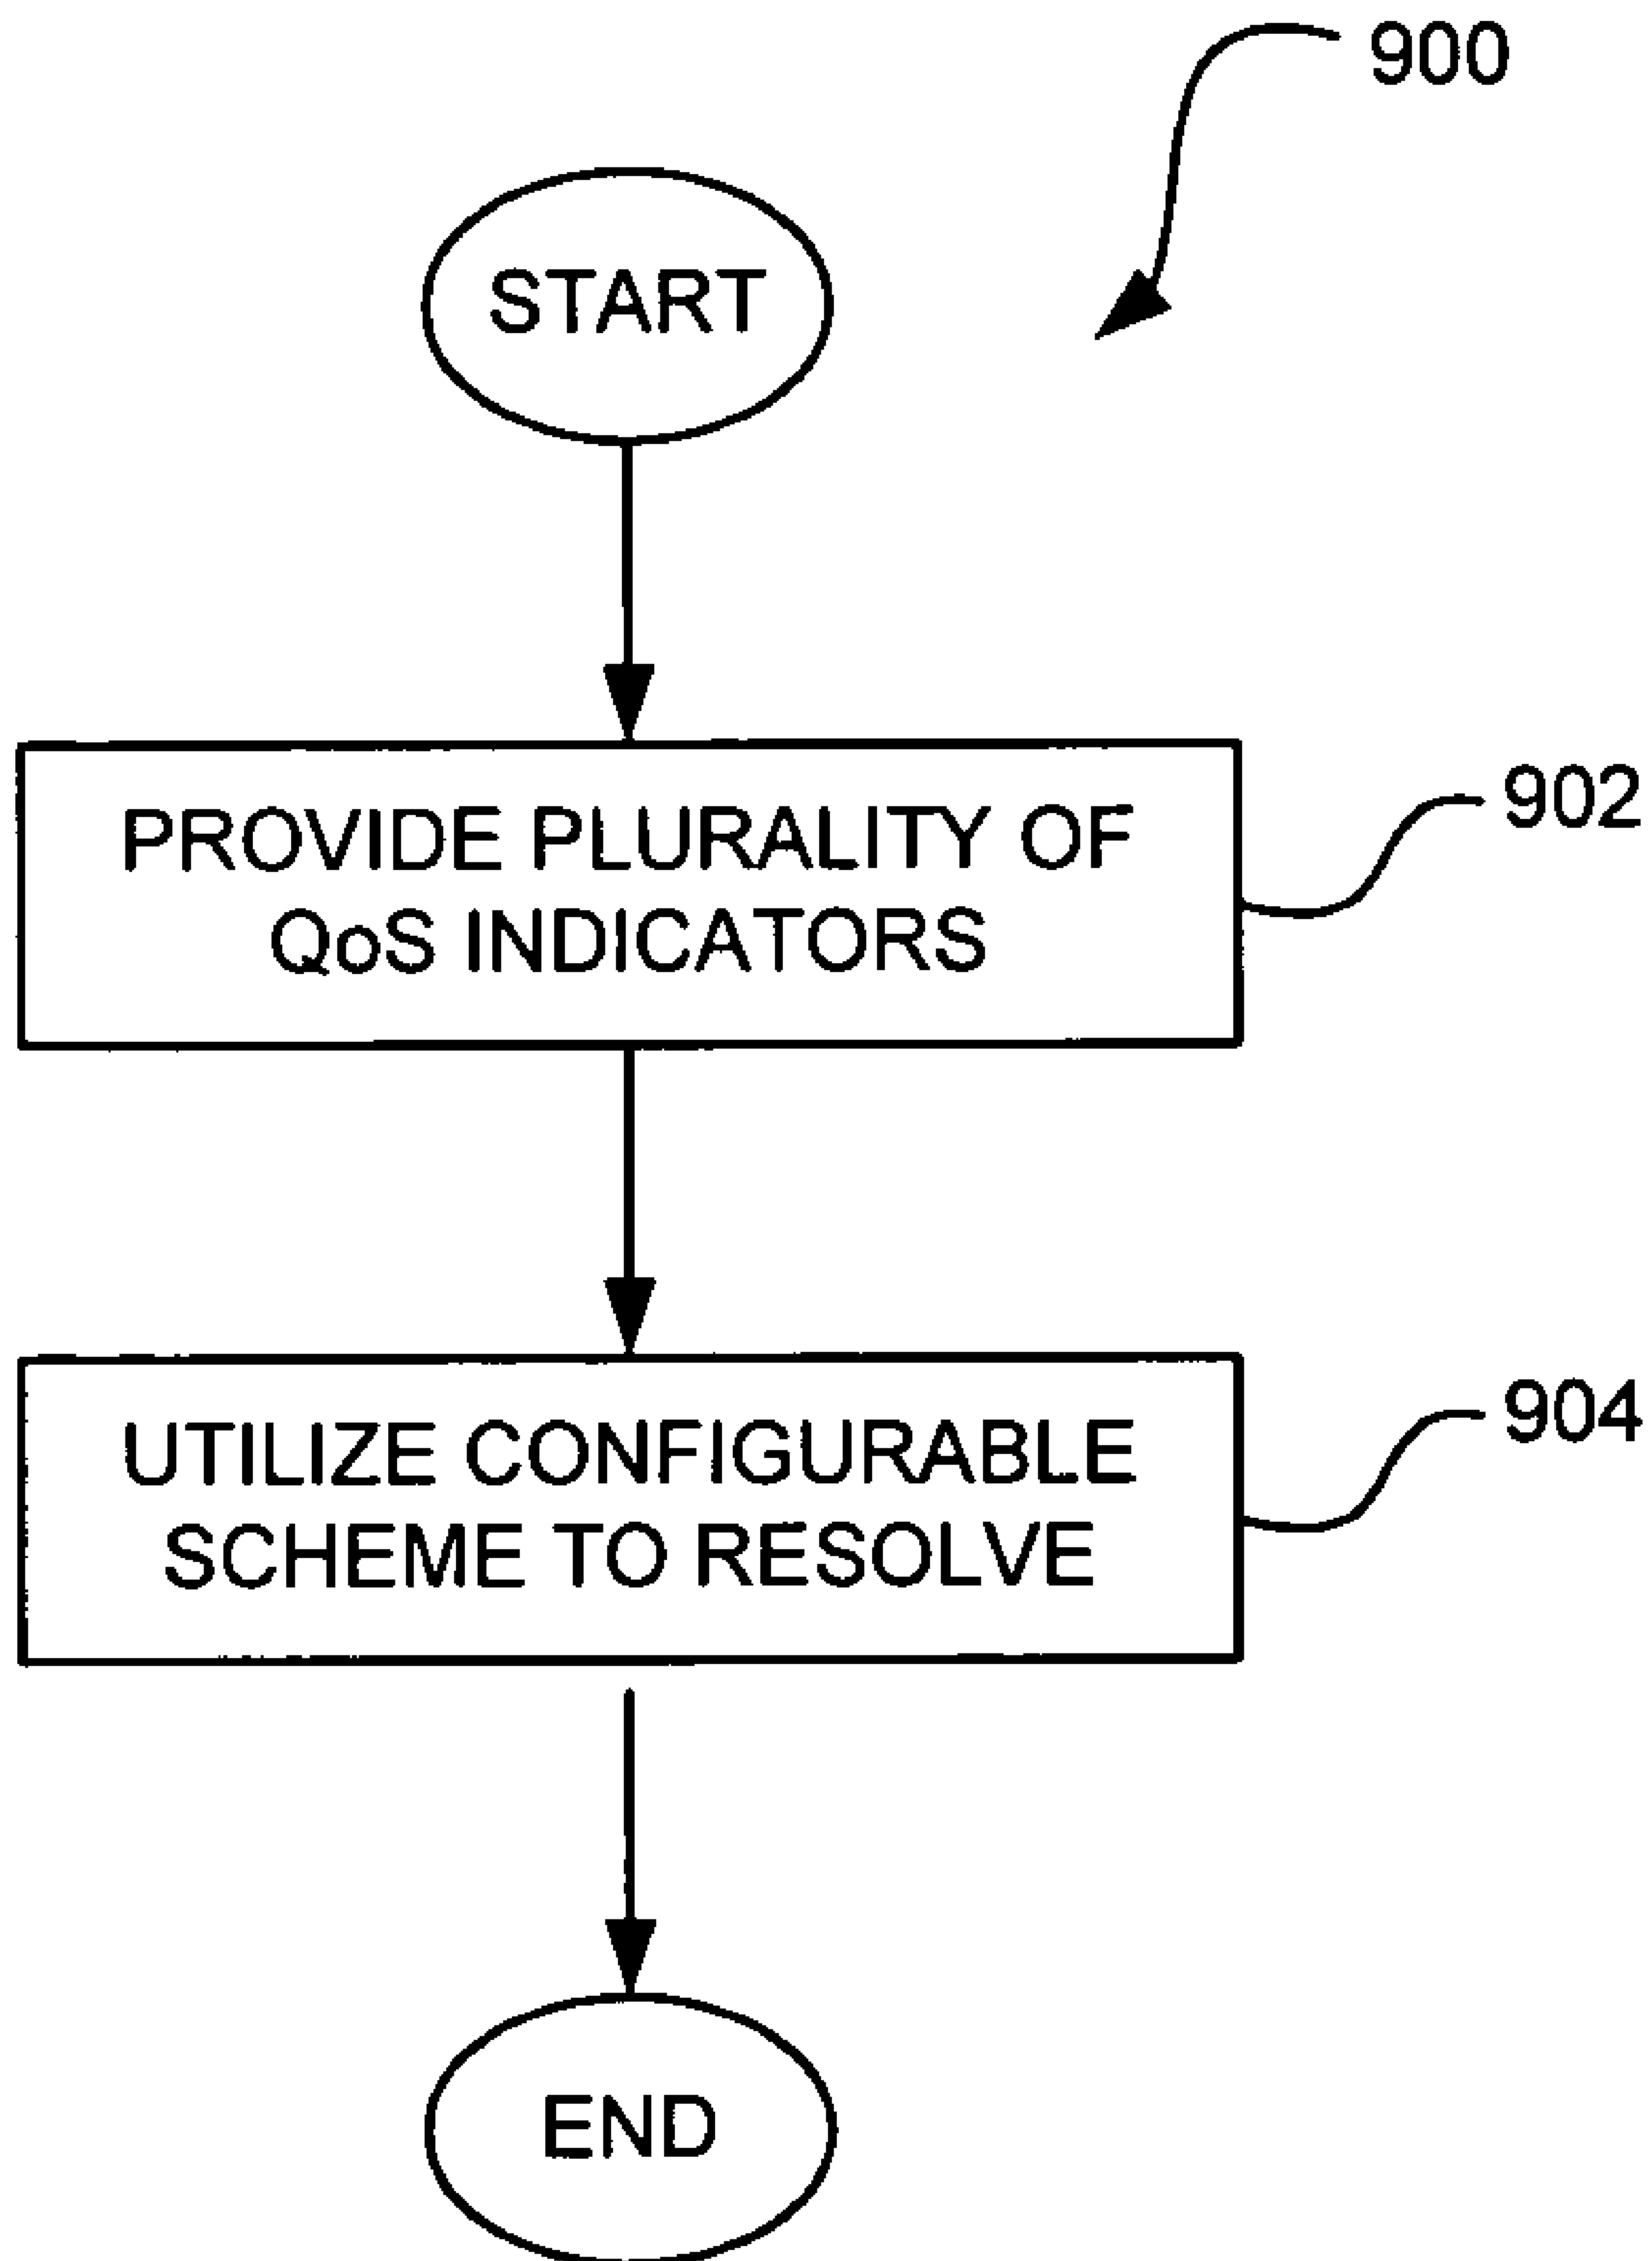 900
START
PROVIDE PLURALITY OF
QoS INDICATORS
902
UTILIZE CONFIGURABLE
SCHEME TO RESOLVE
904
END